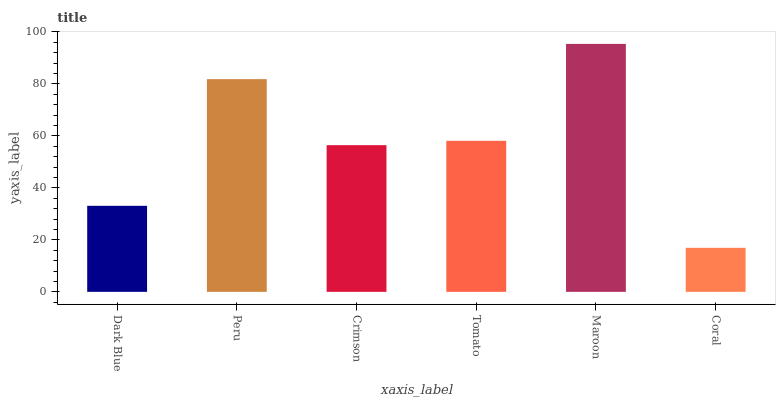 title
yaxis_label
100
80
60
40
20
0
Dark Blue
Peru
Crimson
Tomato
Maroon
Coral
xaxis_label